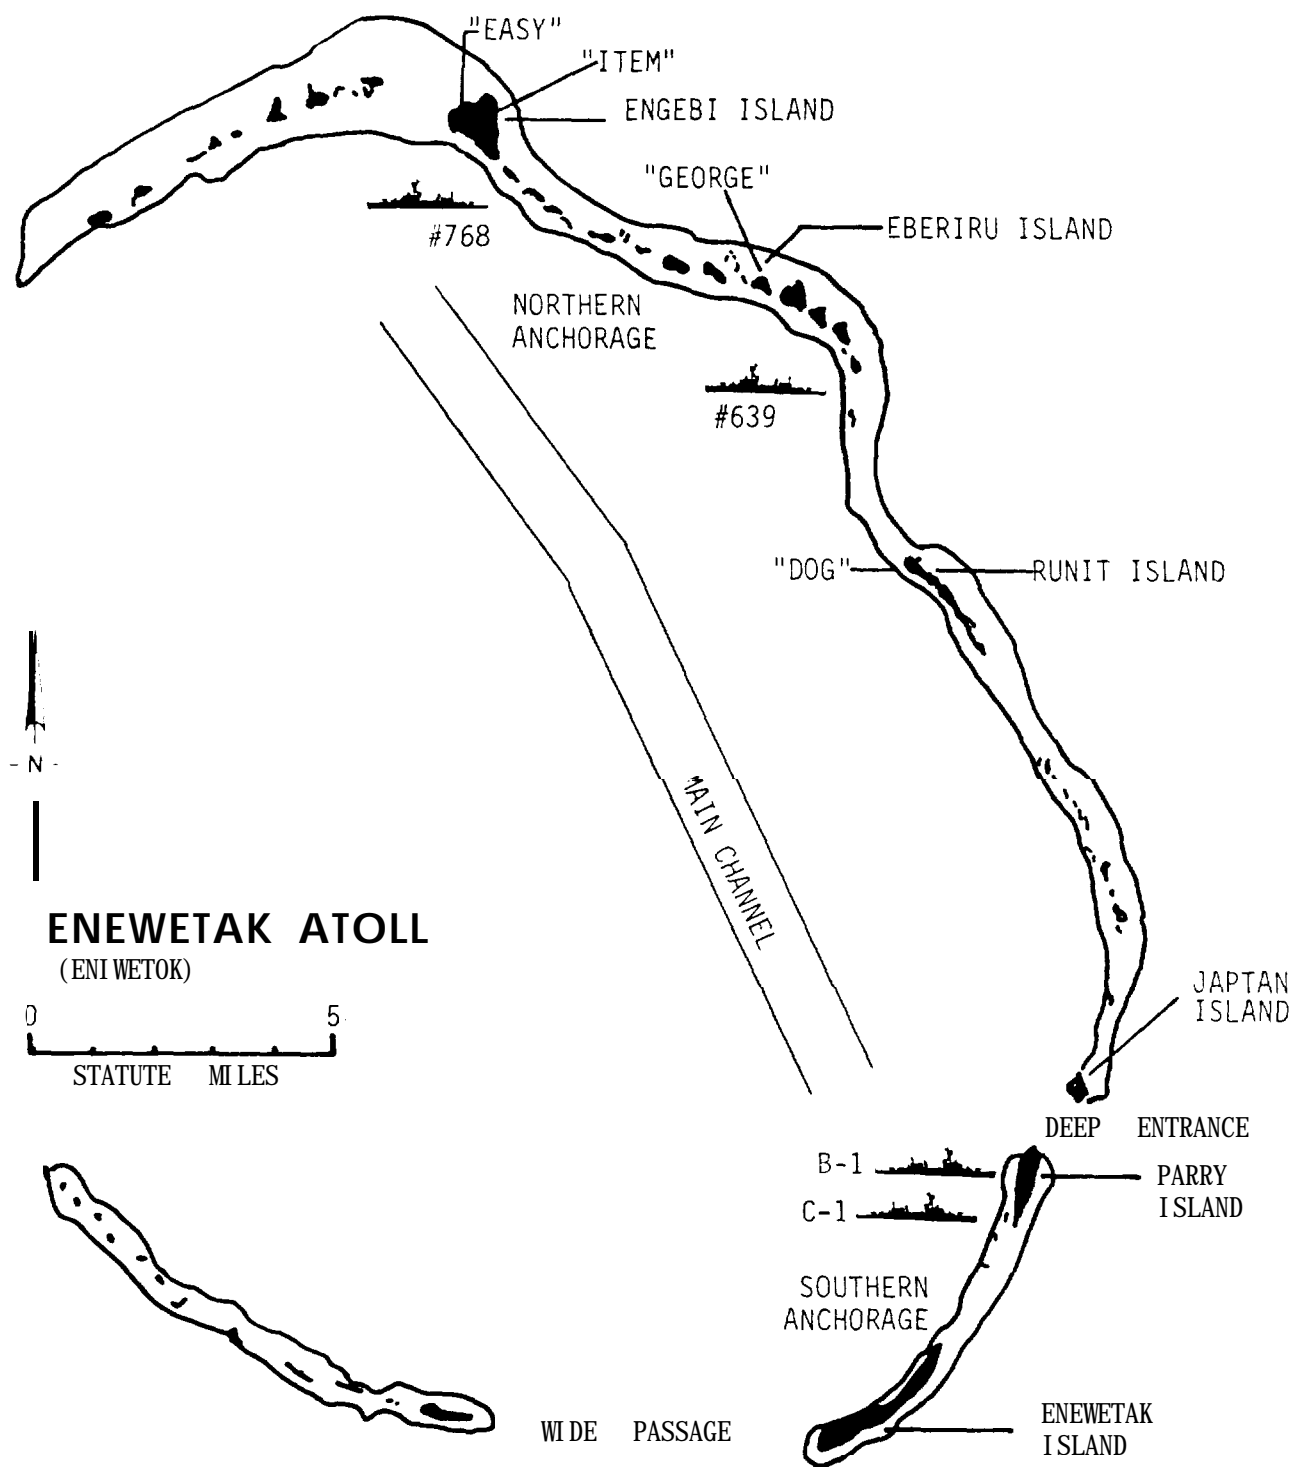 "EASY"
"ITEM"
ENGEBI ISLAND
"GEORGE"
#768
EBERIRU ISLAND
NORTHERN
ANCHORAGE
#639
"DOG"
RUNIT ISLAND
- N -
MAIN CHANNEL
ENEWETAK ATOLL
(ENIWETOK)
0 5
STATUTE MILES
JAPTAN
ISLAND
DEEP ENTRANCE
B-1
PARRY
ISLAND
C-1
SOUTHERN
ANCHORAGE
WIDE PASSAGE
ENEWETAK
ISLAND